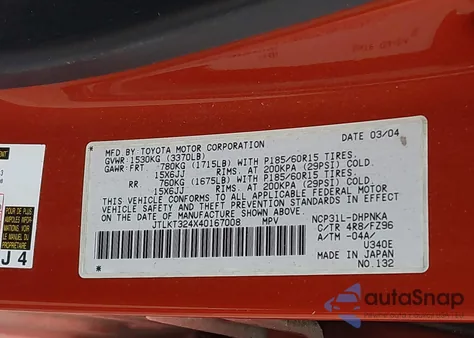 MFD BY TOYOTA MOTOR CORPORATION DATE 03/04
GVWR:1530KG (3370LB)
GAWR:FRT 780KG (1715LB) WITH P185/60R15 TIRES,
15X6JJ RIMS, AT 200KPA (29PSI) COLD.
RR 760KG (1675LB) WITH P185/60R15 TIRES,
15X6JJ RIMS, AT 200KPA (29PSI) COLD.
THIS VEHICLE CONFORMS TO ALL APPLICABLE FEDERAL MOTOR
VEHICLE SAFETY AND THEFT PREVENTION STANDARDS IN
EFFECT ON THE DATE OF MANUFACTURE SHOWN ABOVE.
*JTLKT324X40167008* MPV
NCP31L-DHPNKA
C/TR 4R8/FZ96
A/TM -04A/
U340E
MADE IN JAPAN
NO.132
J 4
autoSnap